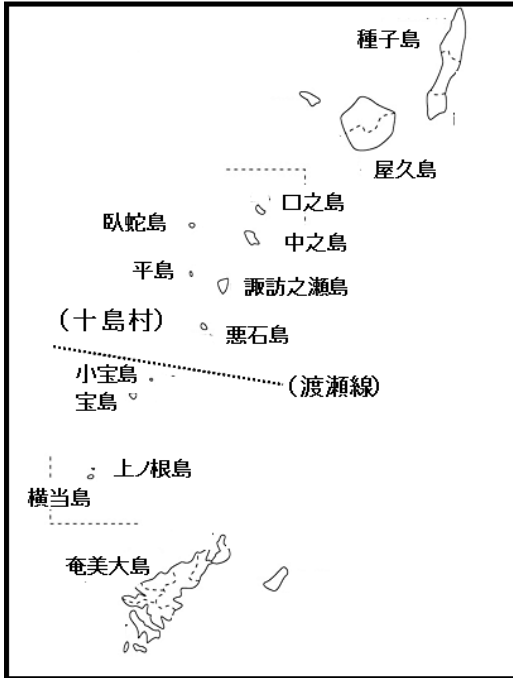 種子島
屋久島
口之島
臥蛇島
中之島
平島
諏訪之瀬島
(十島村)
悪石島
小宝島
(渡瀬線)
宝島
上ノ根島
横当島
奄美大島